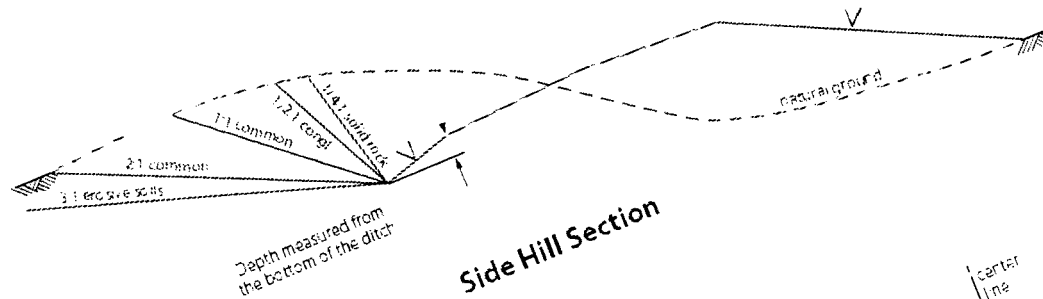 natural ground
1/4:1 solid rock
1/2:1 congl
1:1 common
2:1 common
3:1 erosive soils
Depth measured from
the bottom of the ditch
Side Hill Section
center
line